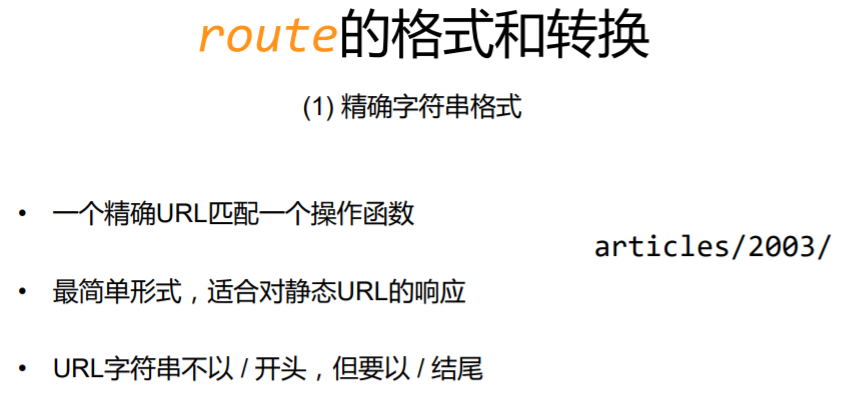 route的格式和转换
(1) 精确字符串格式
• 一个精确URL匹配一个操作函数
articles/2003/
• 最简单形式，适合对静态URL的响应
• URL字符串不以 / 开头，但要以 / 结尾